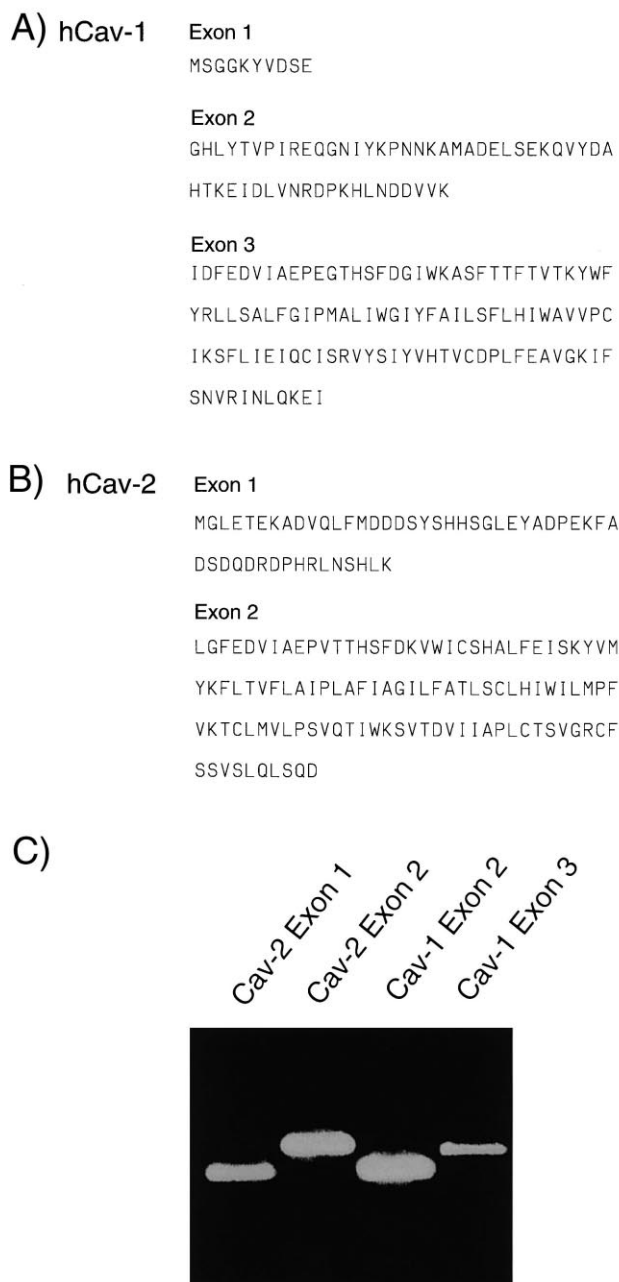 A) hCav-1
Exon 1
MSGGKYVDSE
Exon 2
GHLYTVPIREQGNIYKPNNKAMADELSEKQVYDA
HTKEIDLVNRDPKHLNDDVVK
Exon 3
IDFEDVIAEPEGTHSFDGIWKASFTTFTVTKYWF
YRLLSALFGIPMALIWGIYFAILSFLHIWAVVPC
IKSFLIEIQCISRVYSIYVHTVCDPLFEAVGKIF
SNVRINLQKEI
B) hCav-2
Exon 1
MGLETEKADVQLFMDDDSYSHHSGLEYADPEKFA
DSDQDRDPHRLNSHLK
Exon 2
LGFEDVIAEPVTTHSFDKVWICSHALFEISKYVM
YKFLTVFLAIPLAFIAGILFATLSCLHIWILMPF
VKTCLMVLPSVQTIWKSVTDVIIAPLCTSVGRCF
SSVSLQLSQD
C)
Cav-2 Exon 1
Cav-2 Exon 2
Cav-1 Exon 2
Cav-1 Exon 3